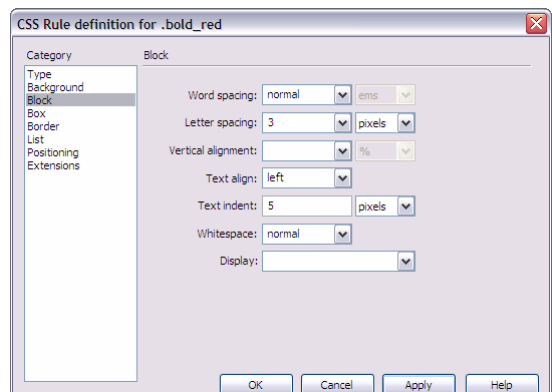 CSS Rule definition for .bold_red
Category
Block
Type
Background
Block
Box
Border
List
Positioning
Extensions
Word spacing: normal ems
Letter spacing: 3 pixels
Vertical alignment: %
Text align: left
Text indent: 5 pixels
Whitespace: normal
Display:
OK Cancel Apply Help